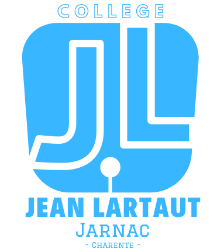 COLLEGE
JL
JEAN LARTAUT
JARNAC
- CHARENTE -